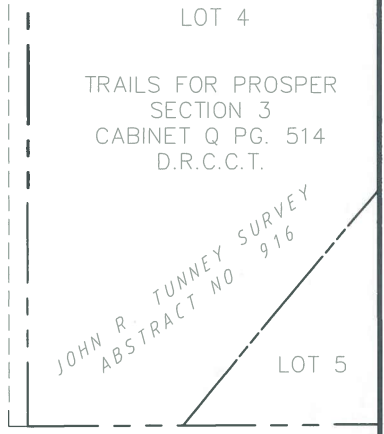 LOT 4
TRAILS FOR PROSPER
SECTION 3
CABINET Q PG. 514
D.R.C.C.T.
JOHN R. TUNNEY SURVEY
ABSTRACT NO 916
LOT 5